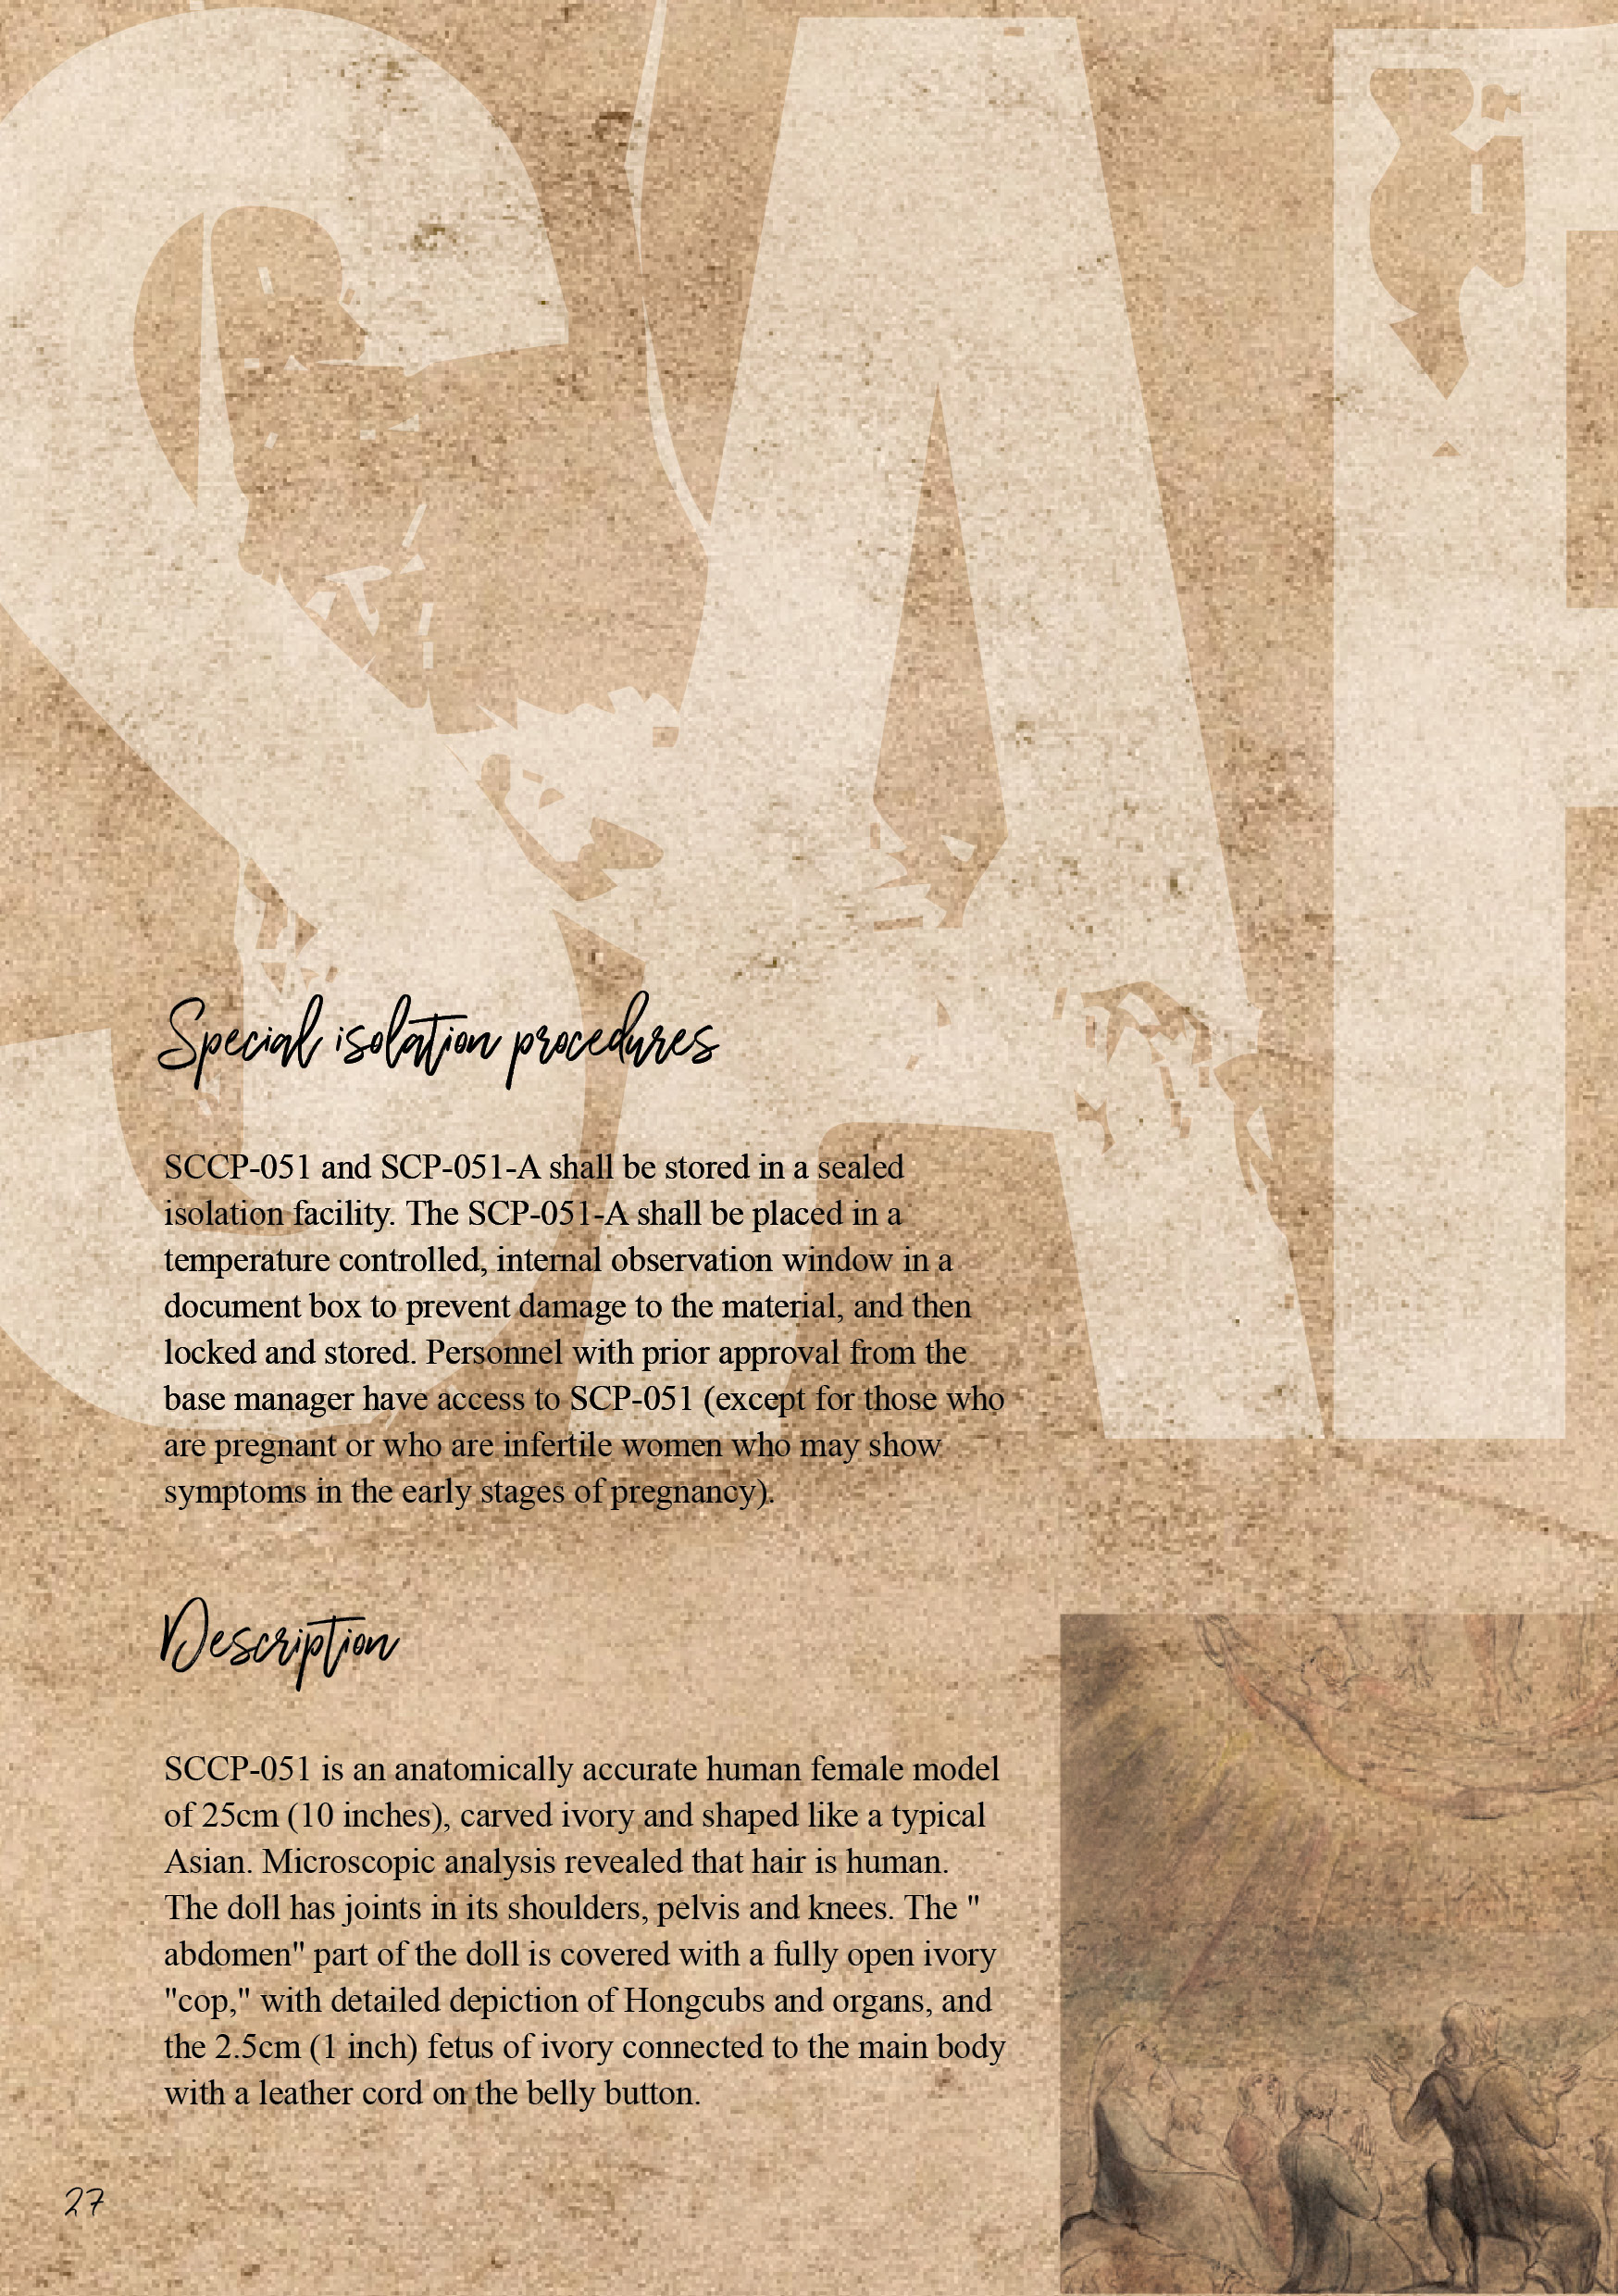 SAF
Special isolation procedures
SCCP-051 and SCP-051-A shall be stored in a sealed
isolation facility. The SCP-051-A shall be placed in a
temperature controlled, internal observation window in a
document box to prevent damage to the material, and then
locked and stored. Personnel with prior approval from the
base manager have access to SCP-051 (except for those who
are pregnant or who are infertile women who may show
symptoms in the early stages of pregnancy).
Description
SCCP-051 is an anatomically accurate human female model
of 25cm (10 inches), carved ivory and shaped like a typical
Asian. Microscopic analysis revealed that hair is human.
The doll has joints in its shoulders, pelvis and knees. The "
abdomen" part of the doll is covered with a fully open ivory
"cop," with detailed depiction of Hongcubs and organs, and
the 2.5cm (1 inch) fetus of ivory connected to the main body
with a leather cord on the belly button.
27